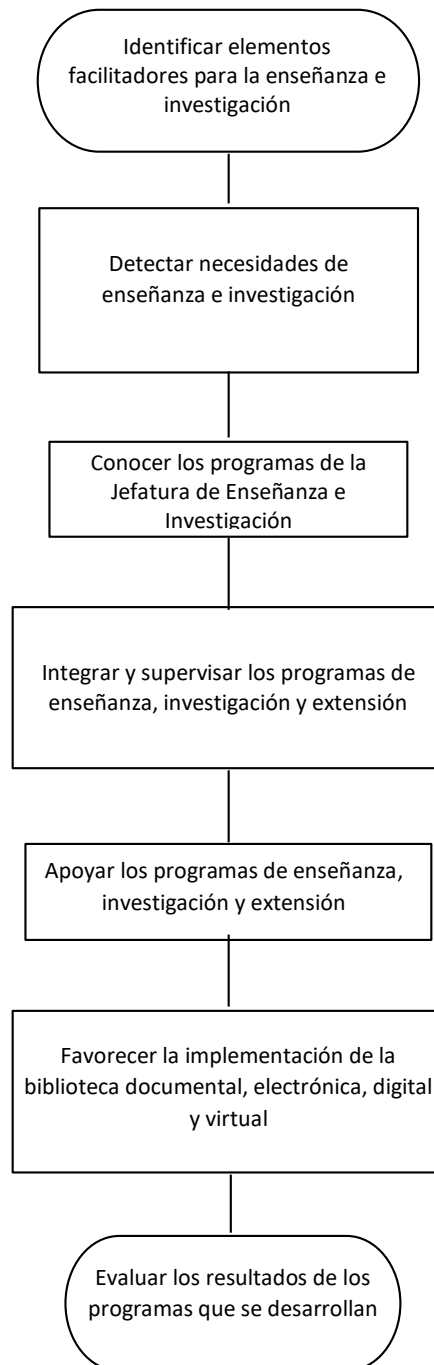 Identificar elementos
facilitadores para la enseñanza e
investigación
Detectar necesidades de
enseñanza e investigación
Conocer los programas de la
Jefatura de Enseñanza e
Investigación
Integrar y supervisar los programas de
enseñanza, investigación y extensión
Apoyar los programas de enseñanza,
investigación y extensión
Favorecer la implementación de la
biblioteca documental, electrónica, digital
y virtual
Evaluar los resultados de los
programas que se desarrollan